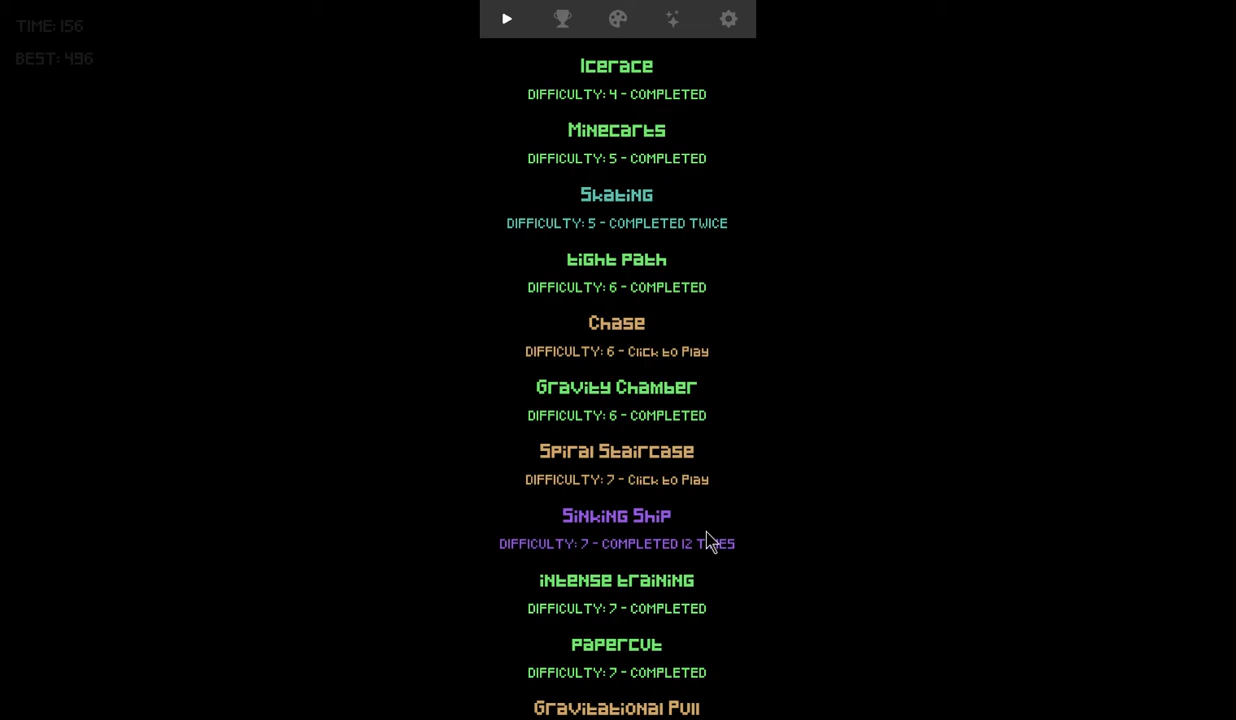 TIME: 156
BEST: 496
Icerace
DIFFICULTY: 4 - COMPLETED
Minecarts
DIFFICULTY: 5 - COMPLETED
Skating
DIFFICULTY: 5 - COMPLETED TWICE
Tight Path
DIFFICULTY: 6 - COMPLETED
Chase
DIFFICULTY: 6 - Click to Play
Gravity Chamber
DIFFICULTY: 6 - COMPLETED
Spiral Staircase
DIFFICULTY: 7 - Click to Play
Sinking Ship
DIFFICULTY: 7 - COMPLETED 12 TIMES
Intense Training
DIFFICULTY: 7 - COMPLETED
Papercut
DIFFICULTY: 7 - COMPLETED
Gravitational Pull